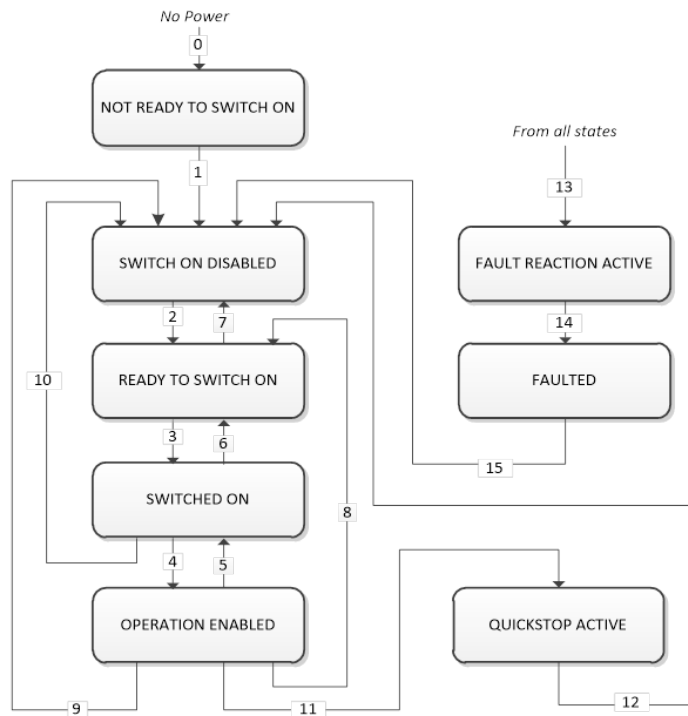 No Power
0
NOT READY TO SWITCH ON
From all states
1
13
SWITCH ON DISABLED
FAULT REACTION ACTIVE
2
7
14
10
READY TO SWITCH ON
FAULTED
3
6
15
SWITCHED ON
8
4
5
OPERATION ENABLED
QUICKSTOP ACTIVE
9
11
12